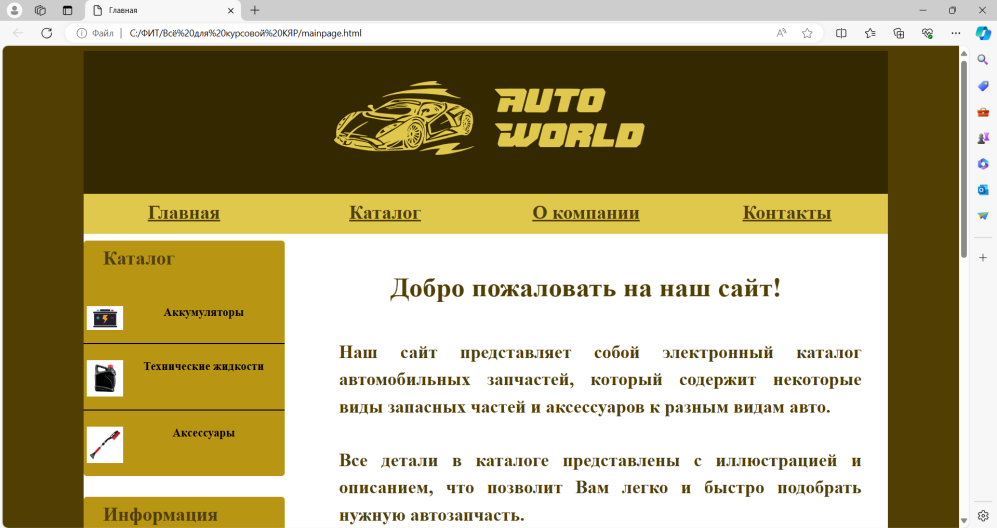 Главная
Файл
C:/ФИТ/Всё%20для%20курсовой%20КЯР/mainpage.html
AUTO
WORLD
Главная Каталог О компании Контакты
Каталог
Аккумуляторы
Технические жидкости
Аксессуары
Информация
Добро пожаловать на наш сайт!
Наш сайт представляет собой электронный каталог
автомобильных запчастей, который содержит некоторые
виды запасных частей и аксессуаров к разным видам авто.
Все детали в каталоге представлены с иллюстрацией и
описанием, что позволит Вам легко и быстро подобрать
нужную автозапчасть.